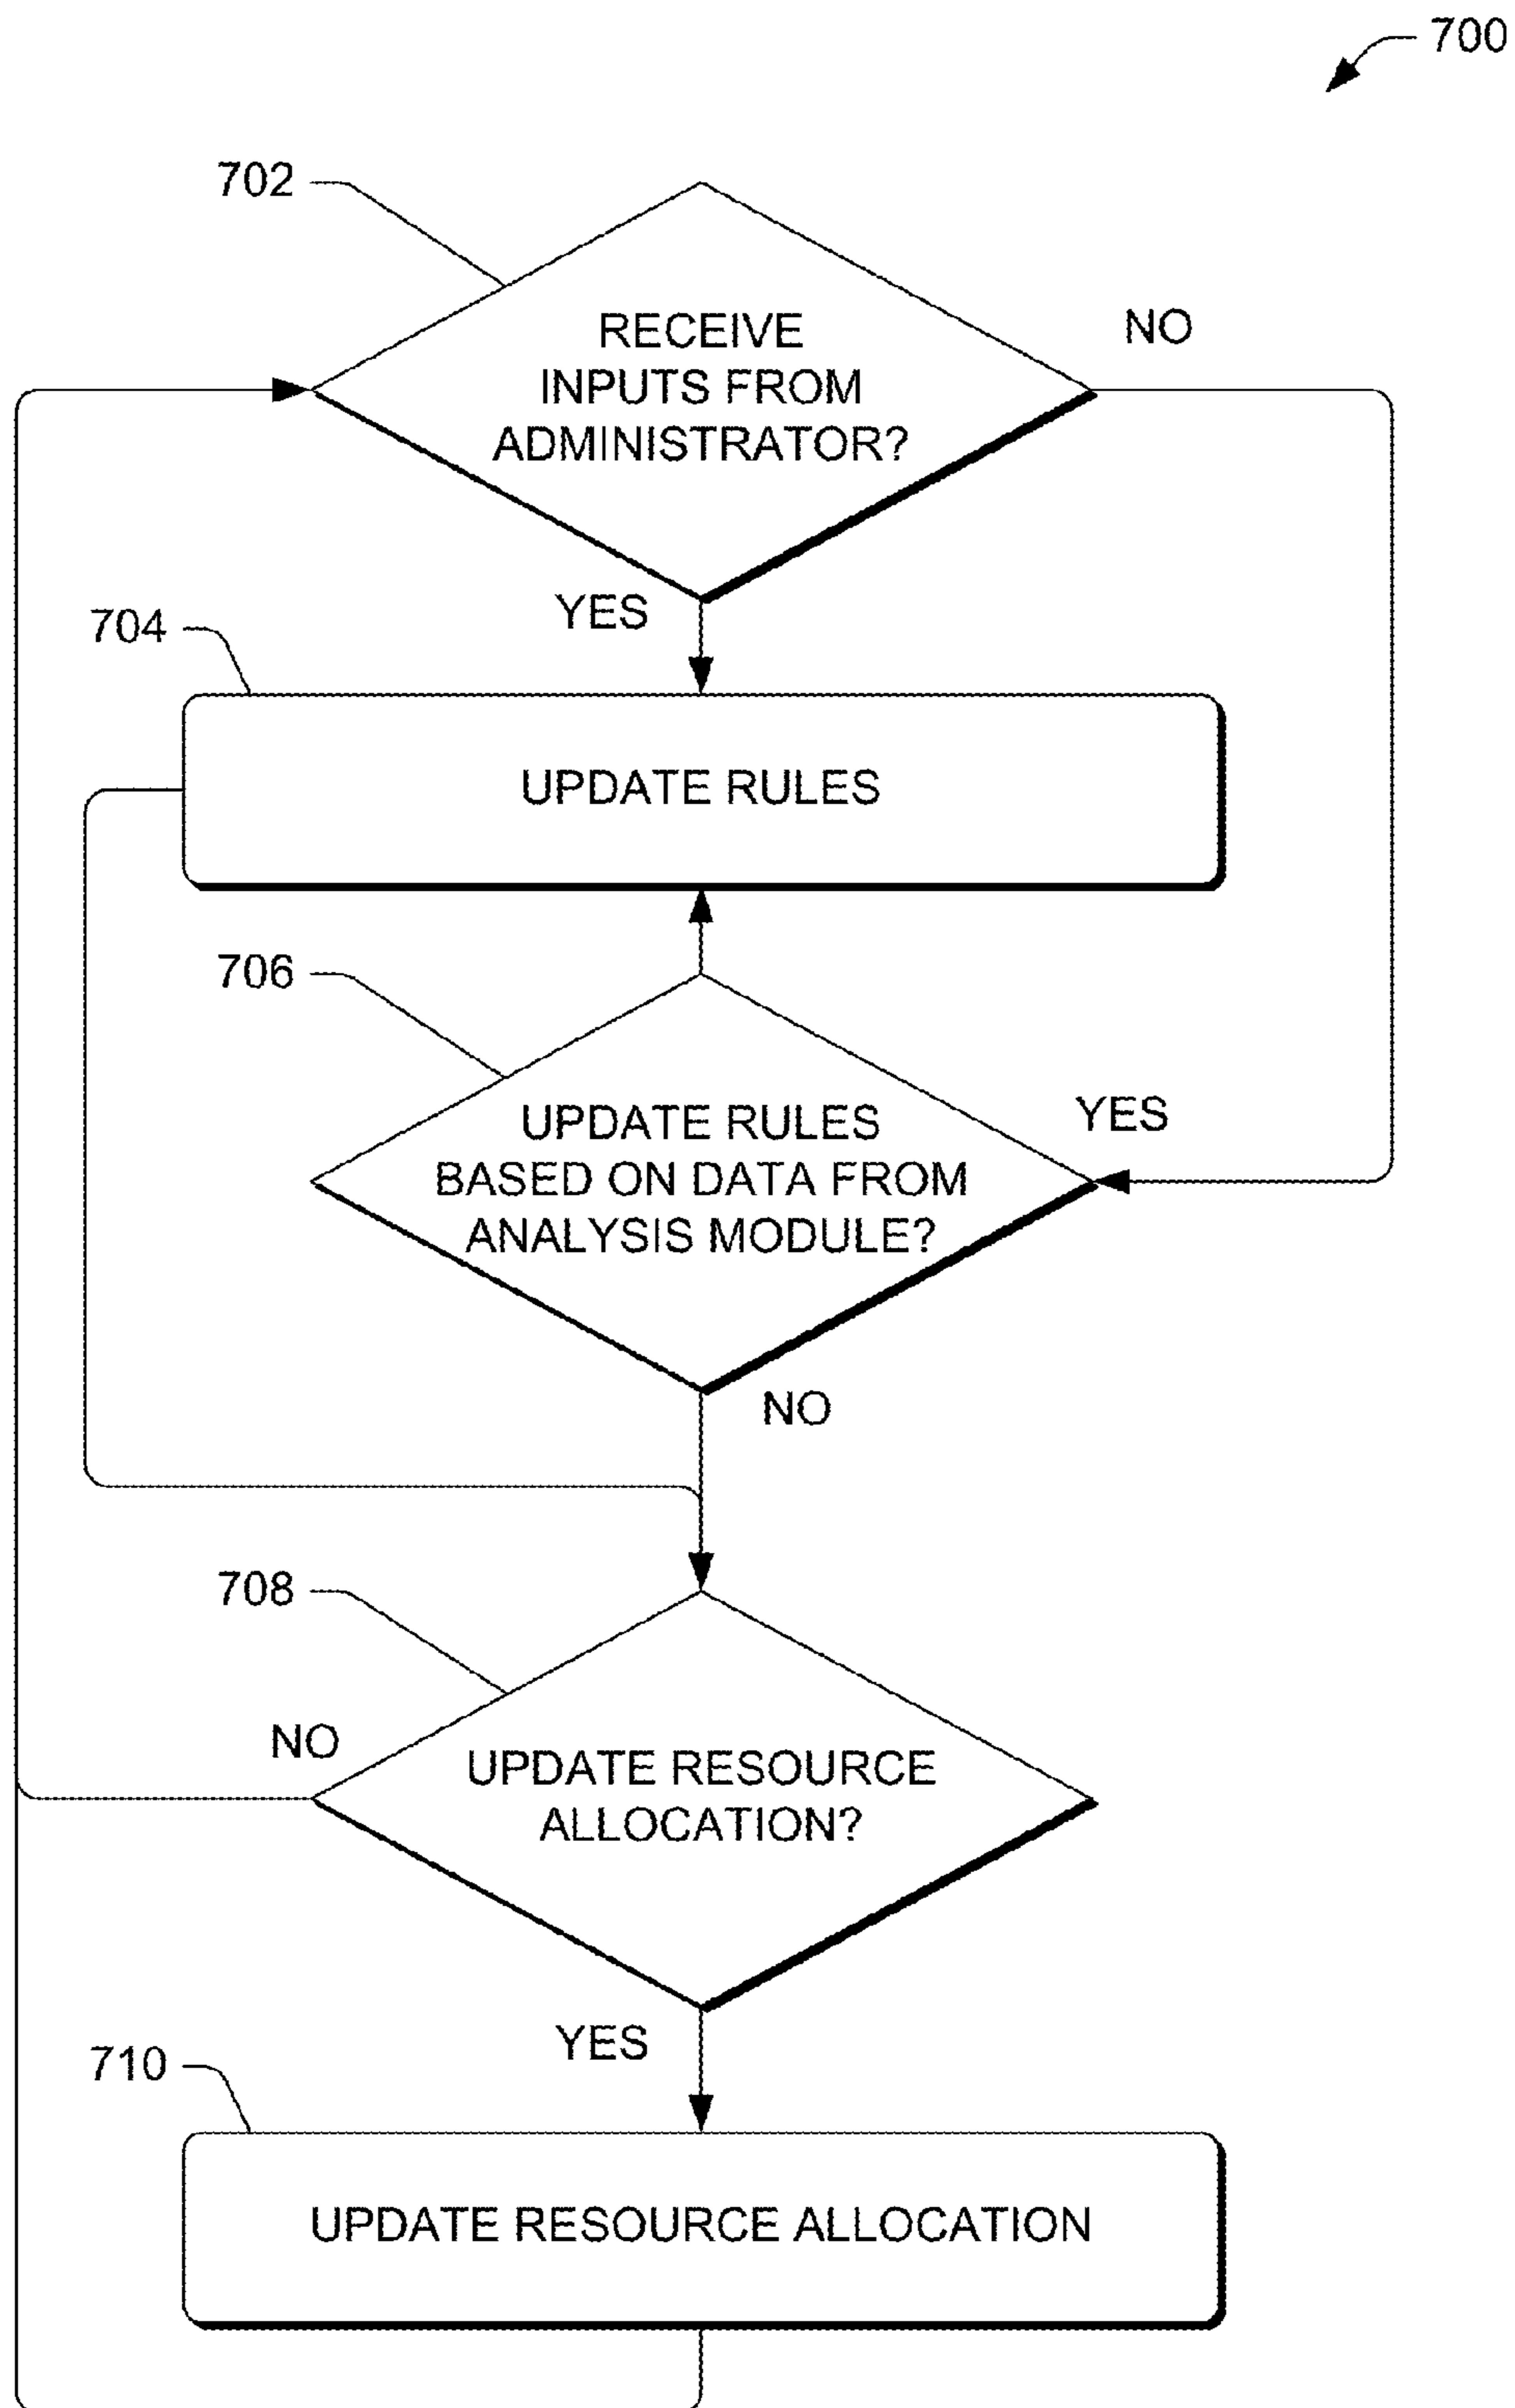 700
702
RECEIVE
INPUTS FROM
ADMINISTRATOR?
NO
YES
704
UPDATE RULES
706
UPDATE RULES
BASED ON DATA FROM
ANALYSIS MODULE?
YES
NO
708
NO
UPDATE RESOURCE
ALLOCATION?
YES
710
UPDATE RESOURCE ALLOCATION